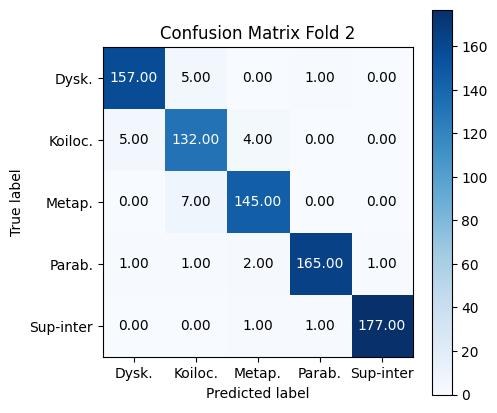 Confusion Matrix Fold 2
Dysk. 157.00 5.00 0.00 1.00 0.00
Koiloc. 5.00 132.00 4.00 0.00 0.00
Metap. 0.00 7.00 145.00 0.00 0.00
Parab. 1.00 1.00 2.00 165.00 1.00
Sup-inter 0.00 0.00 1.00 1.00 177.00
Dysk. Koiloc. Metap. Parab. Sup-inter
Predicted label
True label
160
140
120
100
80
60
40
20
0